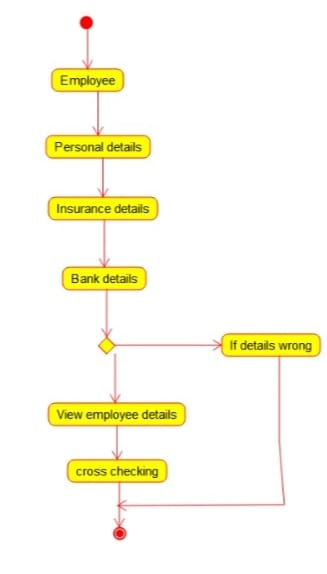 Employee
Personal details
Insurance details
Bank details
If details wrong
View employee details
cross checking